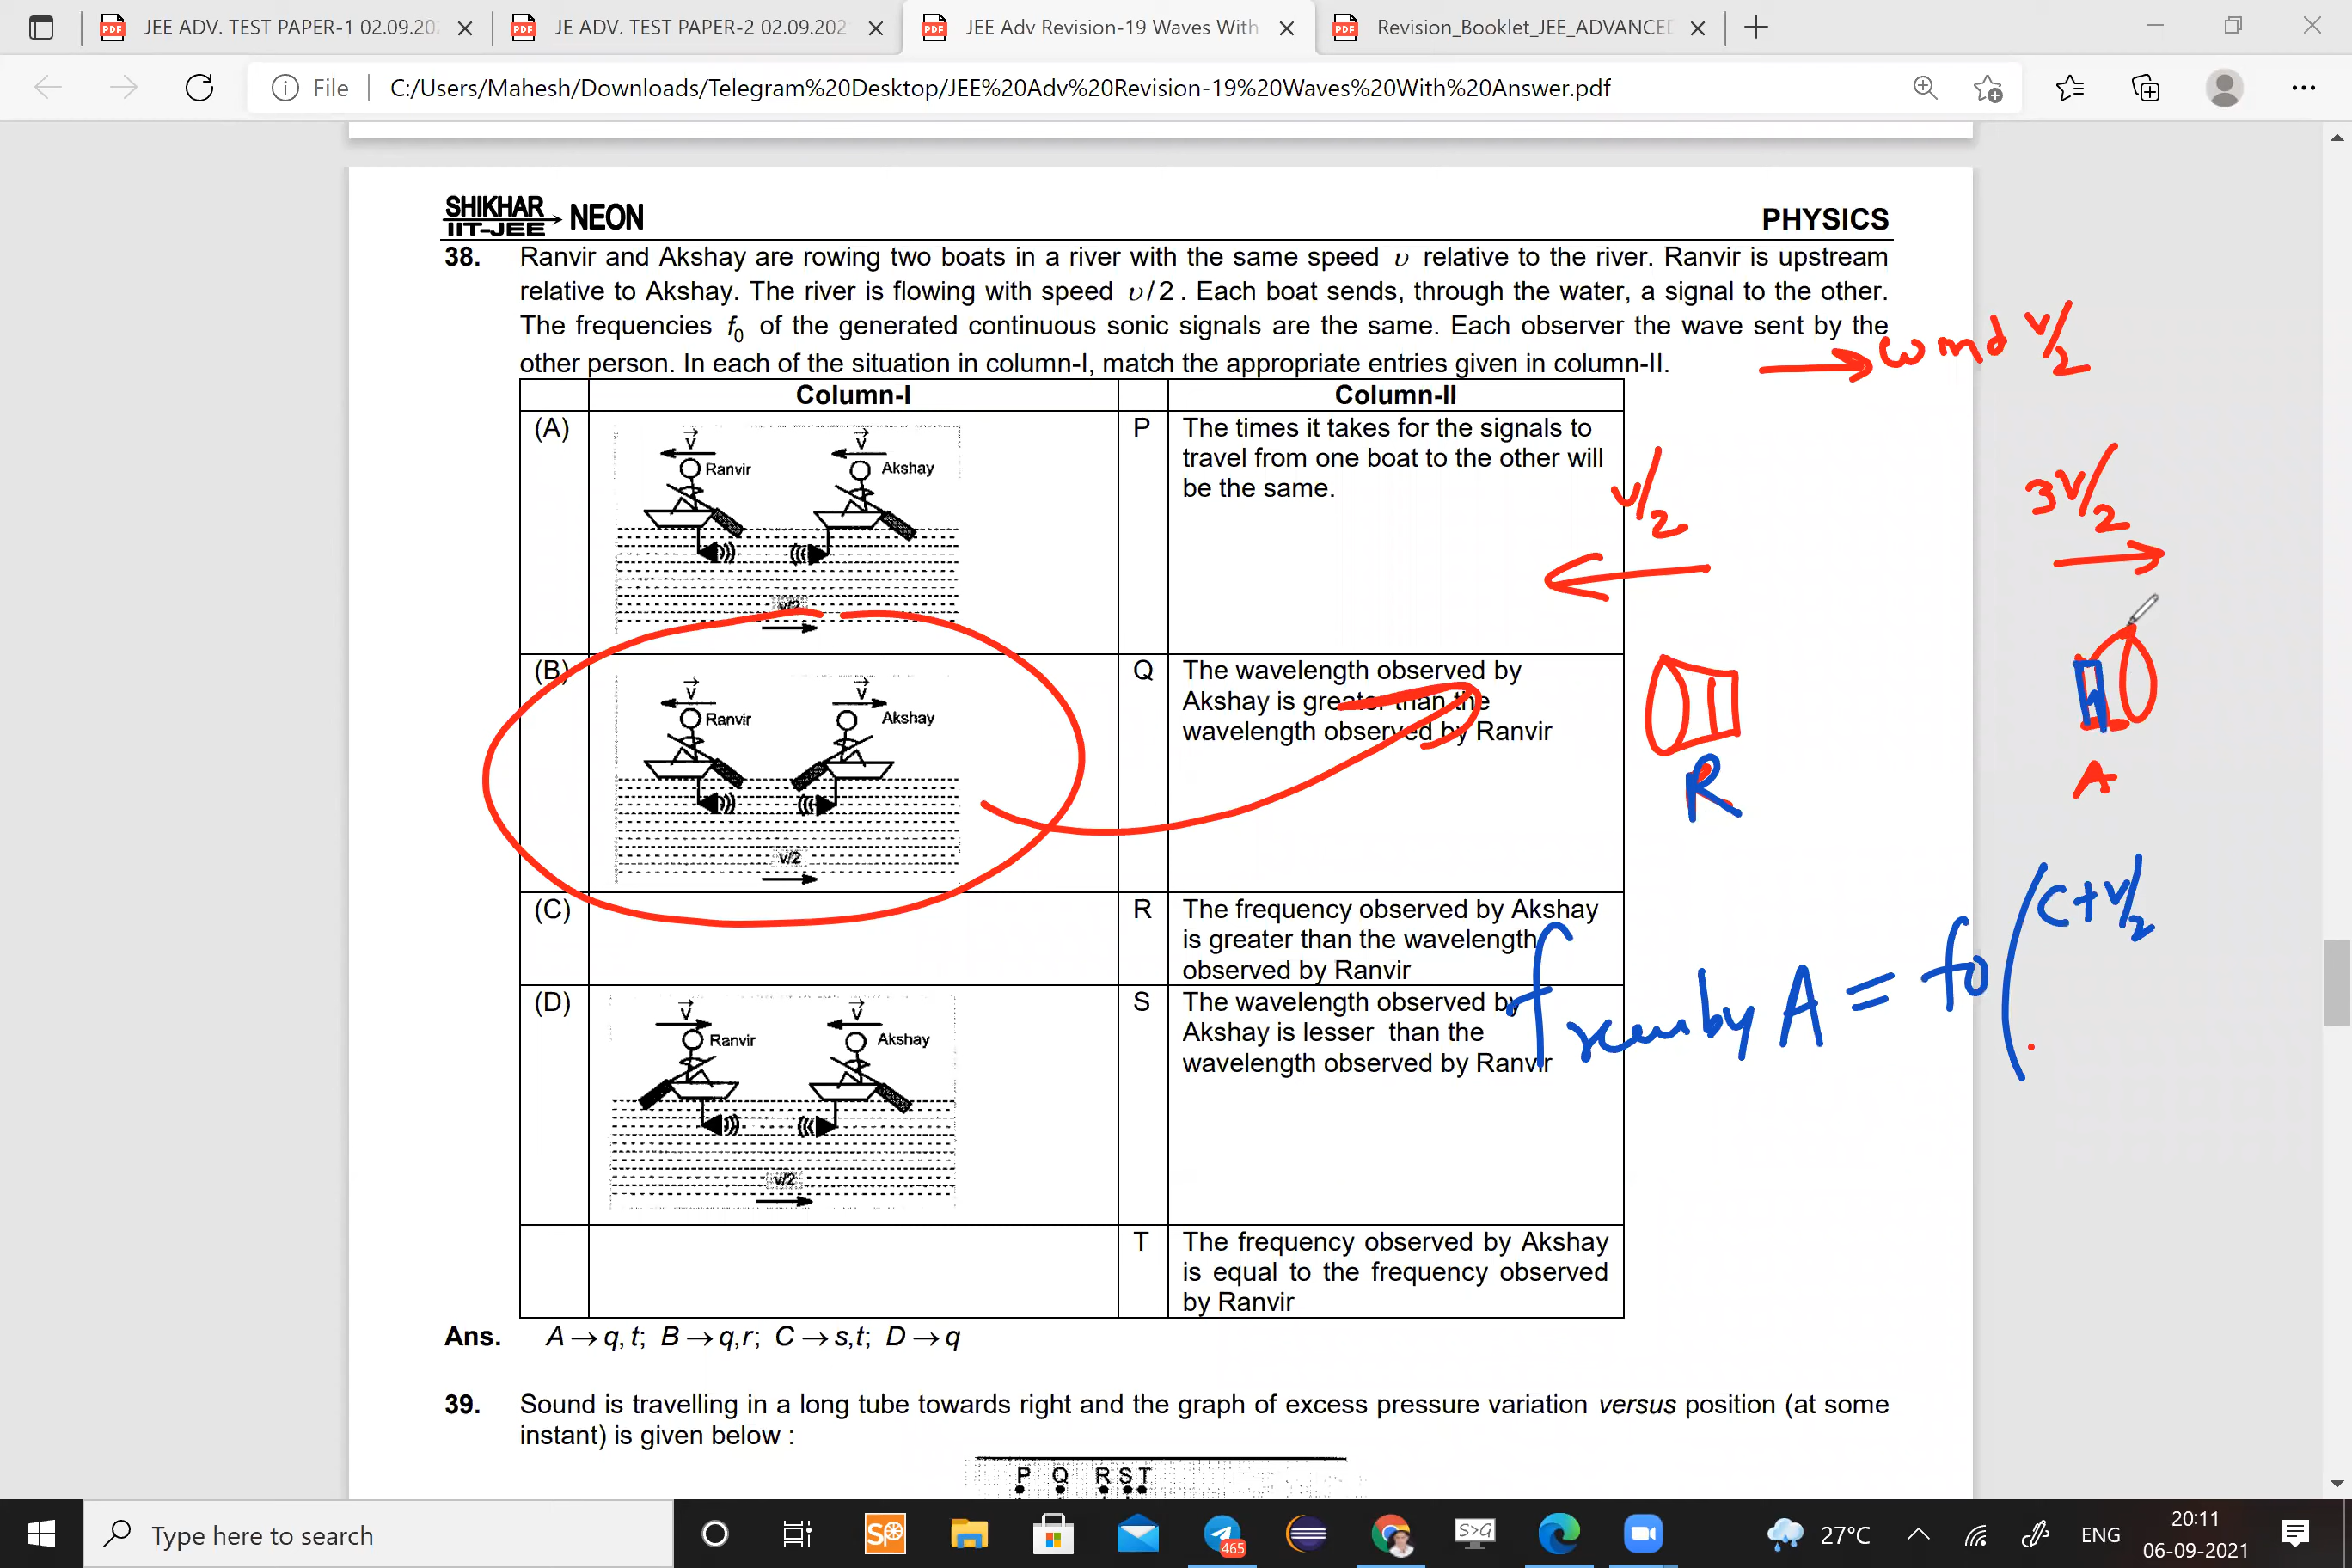 JEE ADV. TEST PAPER-1 02.09.202
JE ADV. TEST PAPER-2 02.09.202
JEE Adv Revision-19 Waves With
Revision_Booklet_JEE_ADVANCED
File
C:/Users/Mahesh/Downloads/Telegram%20Desktop/JEE%20Adv%20Revision-19%20Waves%20With%20Answer.pdf
SHIKHAR
IIT-JEE
NEON
PHYSICS
38. Ranvir and Akshay are rowing two boats in a river with the same speed υ relative to the river. Ranvir is upstream
relative to Akshay. The river is flowing with speed υ/2. Each boat sends, through the water, a signal to the other.
The frequencies f₀ of the generated continuous sonic signals are the same. Each observer the wave sent by the
other person. In each of the situation in column-I, match the appropriate entries given in column-II.
wind v/2
Column-I Column-II
(A)
v v
Ranvir Akshay
v/2
P The times it takes for the signals to
travel from one boat to the other will
be the same.
v/2
3v/2
(B)
v v
Ranvir Akshay
v/2
Q The wavelength observed by
Akshay is greater than the
wavelength observed by Ranvir
R
A
(C)
R The frequency observed by Akshay
is greater than the wavelength
observed by Ranvir
(D)
v v
Ranvir Akshay
v/2
S The wavelength observed by
Akshay is lesser than the
wavelength observed by Ranvir
by A = f0 (C+v/2
T The frequency observed by Akshay
is equal to the frequency observed
by Ranvir
Ans. A→q, t; B→q,r; C→s,t; D→q
39. Sound is travelling in a long tube towards right and the graph of excess pressure variation versus position (at some
instant) is given below :
P Q R S T
Type here to search
SP
465
S>G
27°C
ENG
20:11
06-09-2021